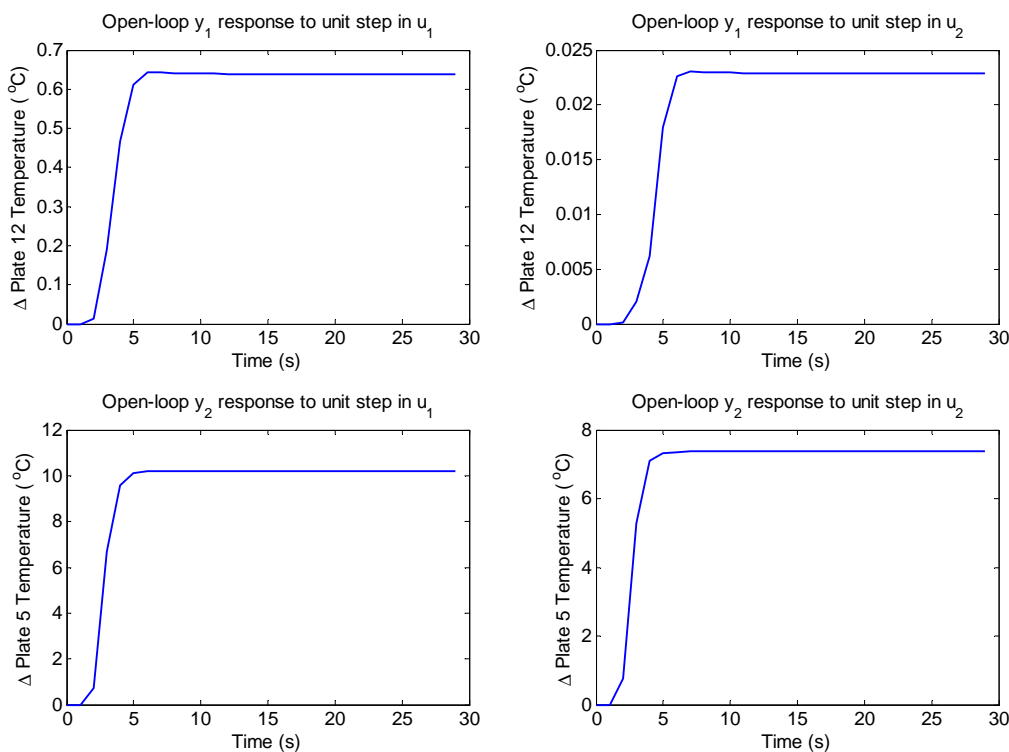 Open-loop y1 response to unit step in u1
0.7
0.6
0.5
0.4
0.3
0.2
0.1
0
Δ Plate 12 Temperature ( oC)
0 5 10 15 20 25 30
Time (s)
Open-loop y1 response to unit step in u2
0.025
0.02
0.015
0.01
0.005
0
Δ Plate 12 Temperature ( oC)
0 5 10 15 20 25 30
Time (s)
Open-loop y2 response to unit step in u1
12
10
8
6
4
2
0
Δ Plate 5 Temperature ( oC)
0 5 10 15 20 25 30
Time (s)
Open-loop y2 response to unit step in u2
8
6
4
2
0
Δ Plate 5 Temperature ( oC)
0 5 10 15 20 25 30
Time (s)